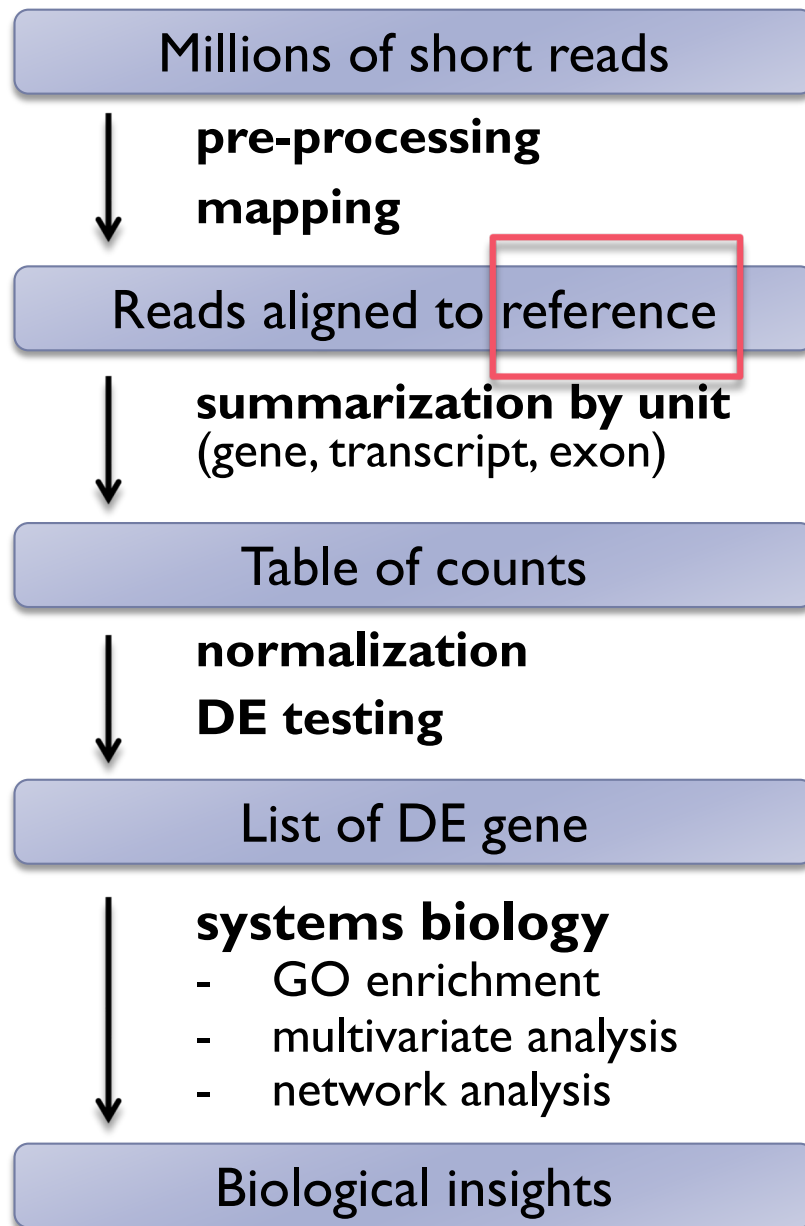 Millions of short reads
pre-processing
mapping
Reads aligned to reference
summarization by unit
(gene, transcript, exon)
Table of counts
normalization
DE testing
List of DE gene
systems biology
- GO enrichment
- multivariate analysis
- network analysis
Biological insights